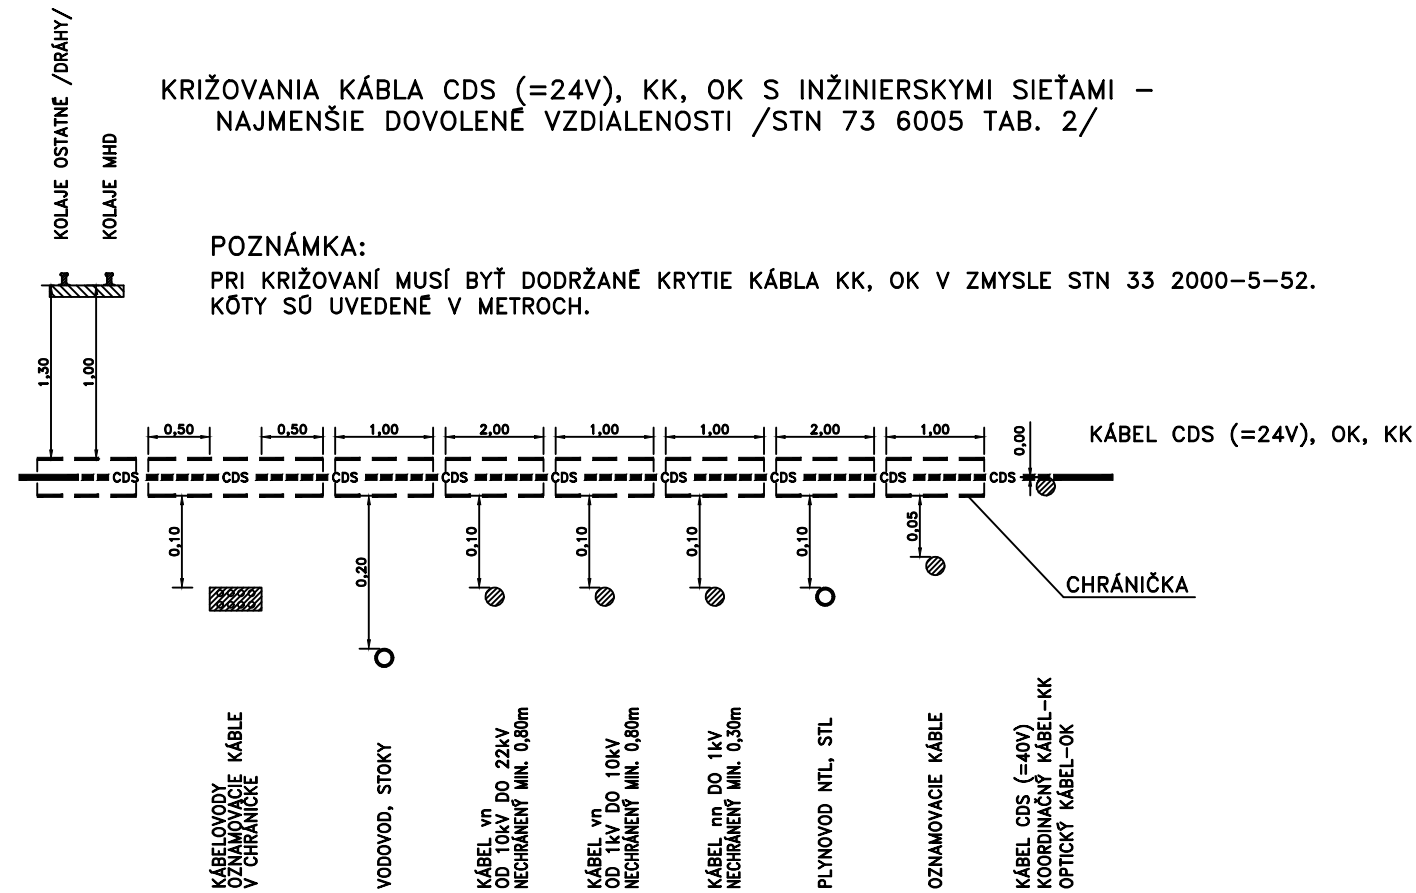 KOLAJE OSTATNÉ /DRÁHY/
KOLAJE MHD
KRIŽOVANIA KÁBLA CDS (=24V), KK, OK S INŽINIERSKYMI SIEŤAMI –
NAJMENŠIE DOVOLENÉ VZDIALENOSTI /STN 73 6005 TAB. 2/
POZNÁMKA:
PRI KRIŽOVANÍ MUSÍ BYŤ DODRŽANÉ KRYTIE KÁBLA KK, OK V ZMYSLE STN 33 2000–5–52.
KÓTY SÚ UVEDENÉ V METROCH.
1,30
1,00
0,50
0,50
1,00
2,00
1,00
1,00
2,00
1,00
0,00
KÁBEL CDS (=24V), OK, KK
CDS
CDS
CDS
CDS
CDS
CDS
CDS
CDS
CDS
0,10
0,20
0,10
0,10
0,10
0,10
0,05
CHRÁNIČKA
KÁBELOVODY
OZNAMOVACIE KÁBLE
V CHRÁNIČKE
VODOVOD, STOKY
KÁBEL vn
OD 10kV DO 22kV
NECHRÁNENÝ MIN. 0,80m
KÁBEL vn
OD 1kV DO 10kV
NECHRÁNENÝ MIN. 0,80m
KÁBEL nn DO 1kV
NECHRÁNENÝ MIN. 0,30m
PLYNOVOD NTL, STL
OZNAMOVACIE KÁBLE
KÁBEL CDS (=40V)
KOORDINAČNÝ KÁBEL–KK
OPTICKÝ KÁBEL–OK